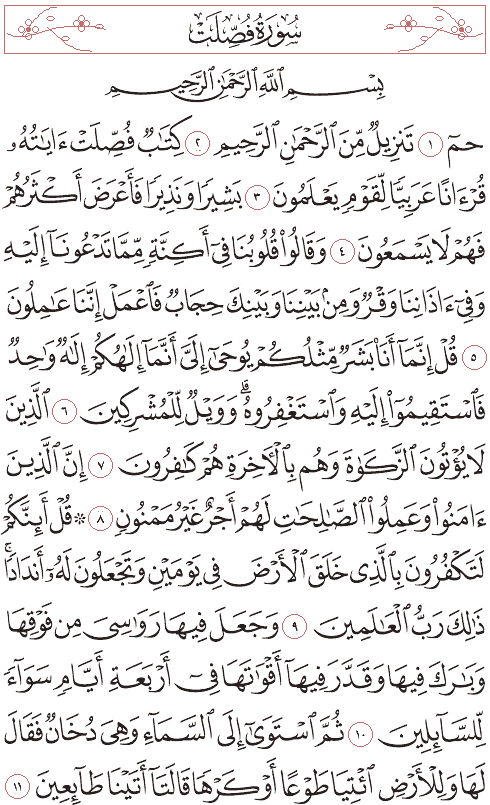 سُورَةُ فُصِّلَتْ
بِسْمِ ٱللَّهِ ٱلرَّحْمَٰنِ ٱلرَّحِيمِ
حمٓ ١ تَنزِيلٌ مِّنَ ٱلرَّحْمَٰنِ ٱلرَّحِيمِ ٢ كِتَٰبٌ فُصِّلَتْ ءَايَٰتُهُۥ
قُرْءَانًا عَرَبِيًّا لِّقَوْمٍ يَعْلَمُونَ ٣ بَشِيرًا وَنَذِيرًا فَأَعْرَضَ أَكْثَرُهُمْ
فَهُمْ لَا يَسْمَعُونَ ٤ وَقَالُوا۟ قُلُوبُنَا فِىٓ أَكِنَّةٍ مِّمَّا تَدْعُونَآ إِلَيْهِ
وَفِىٓ ءَاذَانِنَا وَقْرٌ وَمِنۢ بَيْنِنَا وَبَيْنِكَ حِجَابٌ فَٱعْمَلْ إِنَّنَا عَٰمِلُونَ
٥ قُلْ إِنَّمَآ أَنَا۠ بَشَرٌ مِّثْلُكُمْ يُوحَىٰٓ إِلَىَّ أَنَّمَآ إِلَٰهُكُمْ إِلَٰهٌ وَٰحِدٌ
فَٱسْتَقِيمُوٓا۟ إِلَيْهِ وَٱسْتَغْفِرُوهُ ۗ وَوَيْلٌ لِّلْمُشْرِكِينَ ٦ ٱلَّذِينَ
لَا يُؤْتُونَ ٱلزَّكَوٰةَ وَهُم بِٱلْـَٔاخِرَةِ هُمْ كَٰفِرُونَ ٧ إِنَّ ٱلَّذِينَ
ءَامَنُوا۟ وَعَمِلُوا۟ ٱلصَّٰلِحَٰتِ لَهُمْ أَجْرٌ غَيْرُ مَمْنُونٍ ٨ ۞ قُلْ أَئِنَّكُمْ
لَتَكْفُرُونَ بِٱلَّذِى خَلَقَ ٱلْأَرْضَ فِى يَوْمَيْنِ وَتَجْعَلُونَ لَهُۥٓ أَندَادًا ۚ
ذَٰلِكَ رَبُّ ٱلْعَٰلَمِينَ ٩ وَجَعَلَ فِيهَا رَوَٰسِىَ مِن فَوْقِهَا
وَبَٰرَكَ فِيهَا وَقَدَّرَ فِيهَآ أَقْوَٰتَهَا فِىٓ أَرْبَعَةِ أَيَّامٍ سَوَآءً
لِّلسَّآئِلِينَ ١٠ ثُمَّ ٱسْتَوَىٰٓ إِلَى ٱلسَّمَآءِ وَهِىَ دُخَانٌ فَقَالَ
لَهَا وَلِلْأَرْضِ ٱئْتِيَا طَوْعًا أَوْ كَرْهًا قَالَتَآ أَتَيْنَا طَآئِعِينَ ١١